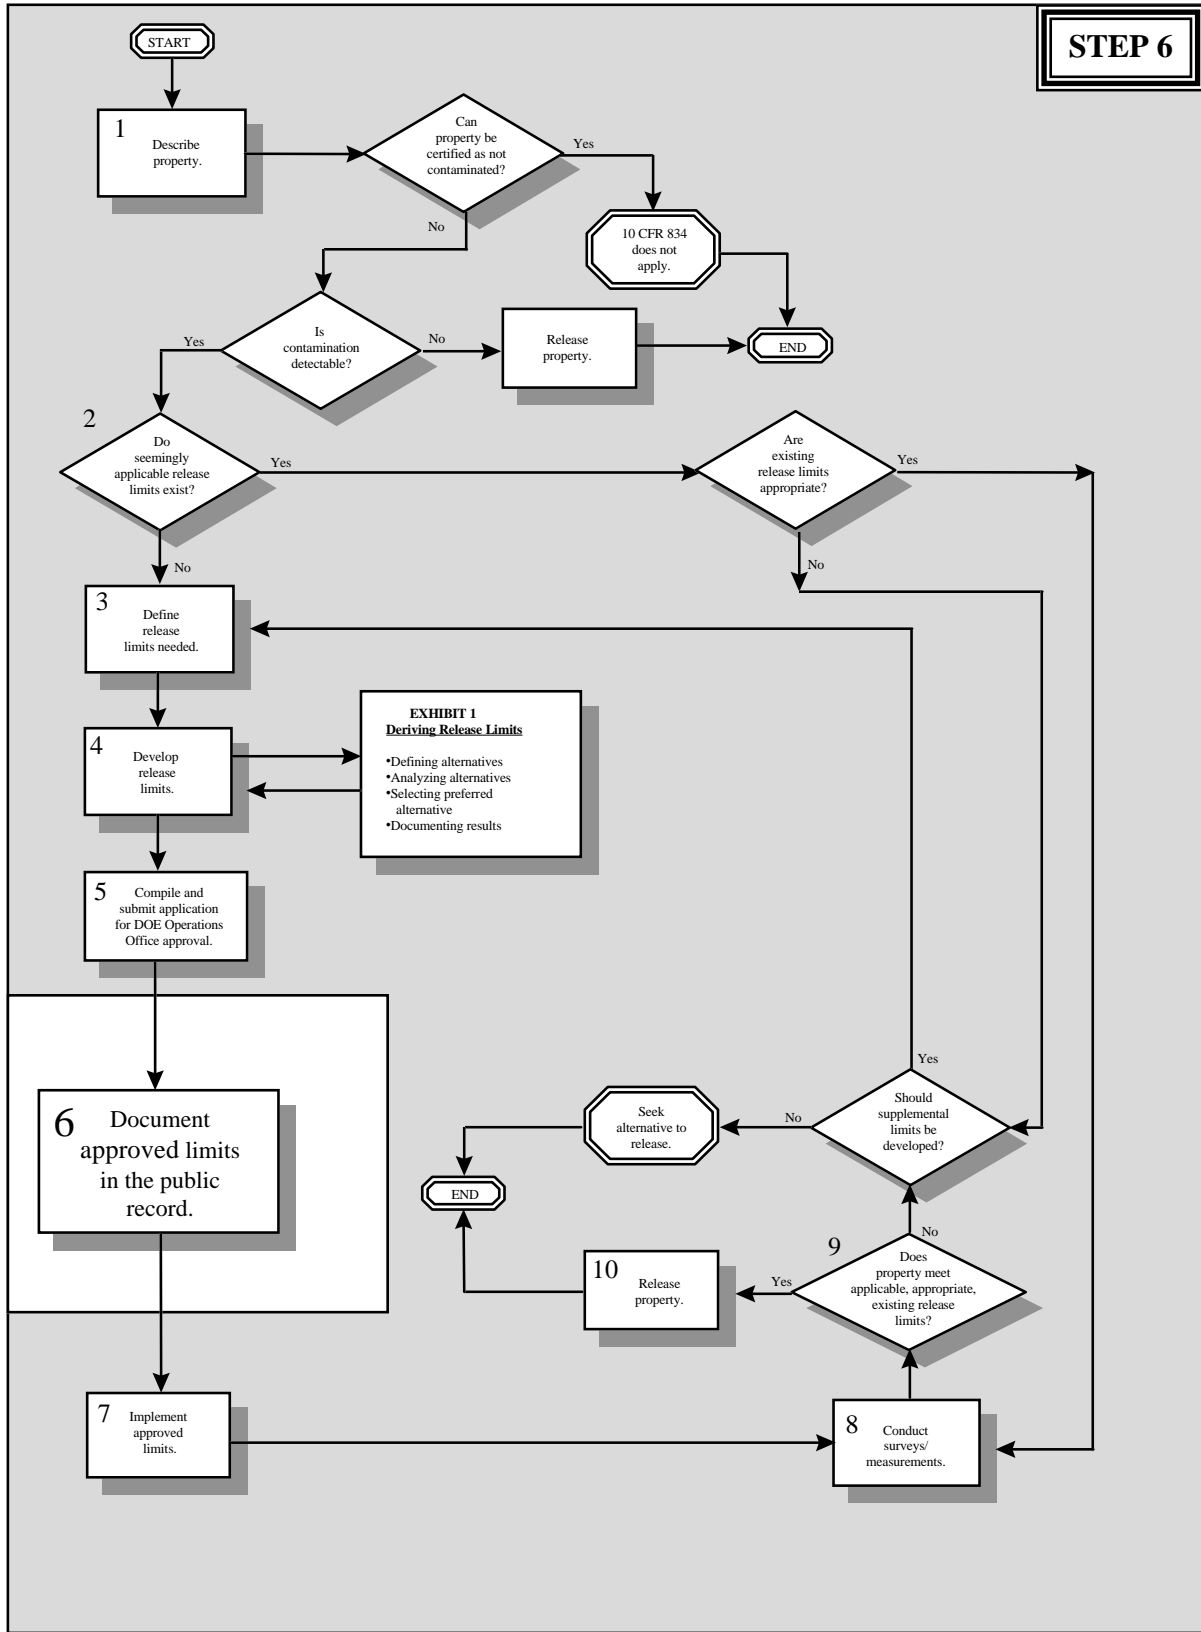 STEP 6
START
1
Describe
property.
Can
property be
certified as not
contaminated?
Yes
No
10 CFR 834
does not
apply.
Is
contamination
detectable?
Yes
No
Release
property.
END
2
Do
seemingly
applicable release
limits exist?
Yes
No
Are
existing
release limits
appropriate?
Yes
No
3
Define
release
limits needed.
4
Develop
release
limits.
EXHIBIT 1
Deriving Release Limits
•Defining alternatives
•Analyzing alternatives
•Selecting preferred
alternative
•Documenting results
5
Compile and
submit application
for DOE Operations
Office approval.
6
Document
approved limits
in the public
record.
Yes
Should
supplemental
limits be
developed?
No
Seek
alternative to
release.
END
No
9
Does
property meet
applicable, appropriate,
existing release
limits?
Yes
10
Release
property.
7
Implement
approved
limits.
8
Conduct
surveys/
measurements.